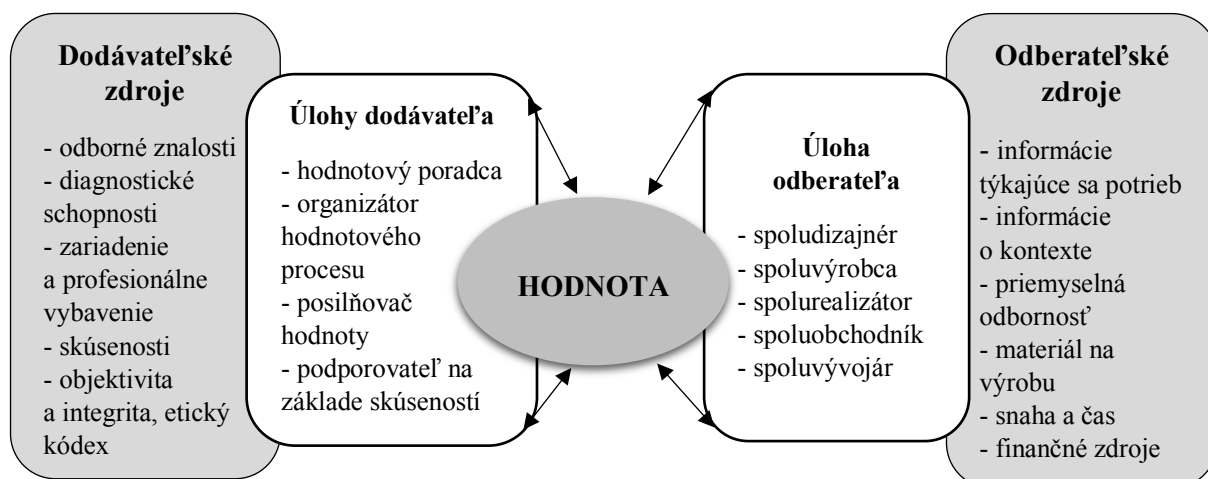 Dodávateľské
zdroje
- odborné znalosti
- diagnostické
schopnosti
- zariadenie
a profesionálne
vybavenie
- skúsenosti
- objektivita
a integrita, etický
kódex
Úlohy dodávateľa
- hodnotový poradca
- organizátor
hodnotového
procesu
- posilňovač
hodnoty
- podporovateľ na
základe skúseností
HODNOTA
Úloha
odberateľa
- spoludizajnér
- spoluvýrobca
- spolurealizátor
- spoluobchodník
- spoluvývojár
Odberateľské
zdroje
- informácie
týkajúce sa potrieb
- informácie
o kontexte
- priemyselná
odbornosť
- materiál na
výrobu
- snaha a čas
- finančné zdroje